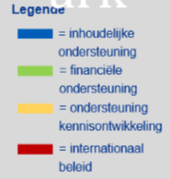 Legende
= inhoudelijke
ondersteuning
= financiële
ondersteuning
= ondersteuning
kennisontwikkeling
= internationaal
beleid